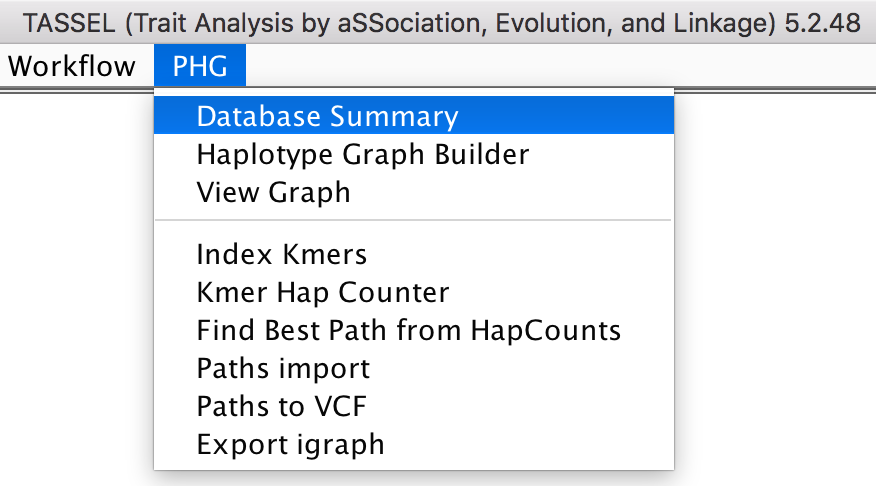 TASSEL (Trait Analysis by aSSociation, Evolution, and Linkage) 5.2.48
Workflow PHG
Database Summary
Haplotype Graph Builder
View Graph
Index Kmers
Kmer Hap Counter
Find Best Path from HapCounts
Paths import
Paths to VCF
Export igraph